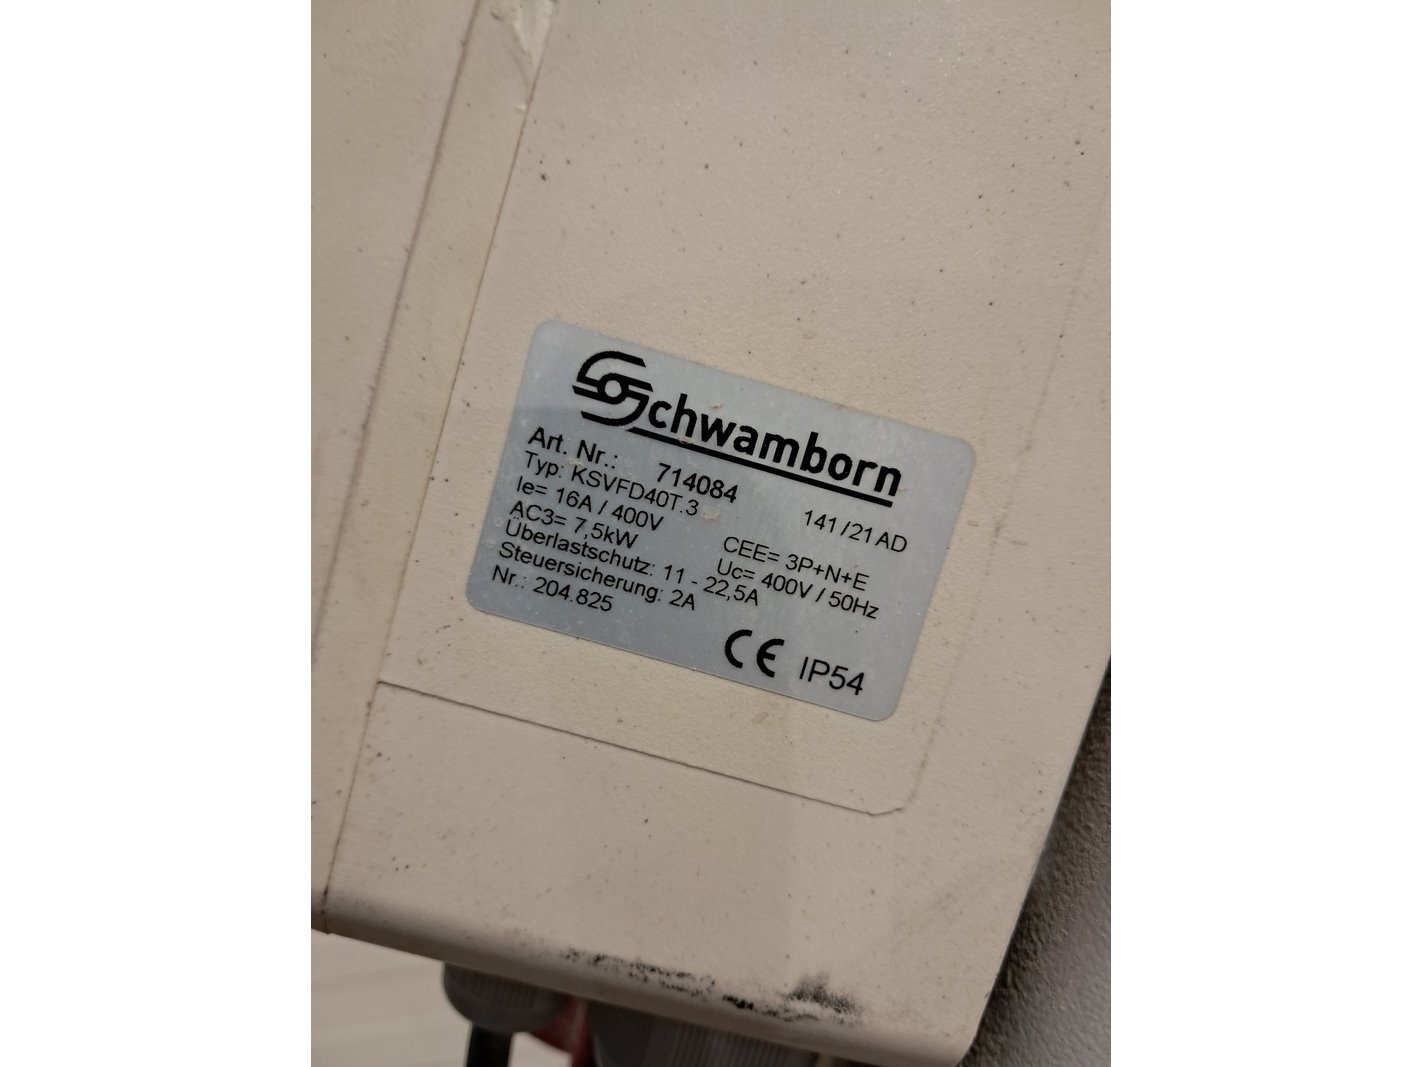 Schwamborn
Art. Nr.: 714084 141/21 AD
Typ: KSVFD40T.3
Ie= 16A / 400V CEE= 3P+N+E
AC3= 7,5kW Uc= 400V / 50Hz
Überlastschutz: 11 - 22,5A
Steuersicherung: 2A
Nr.: 204.825
CE IP54